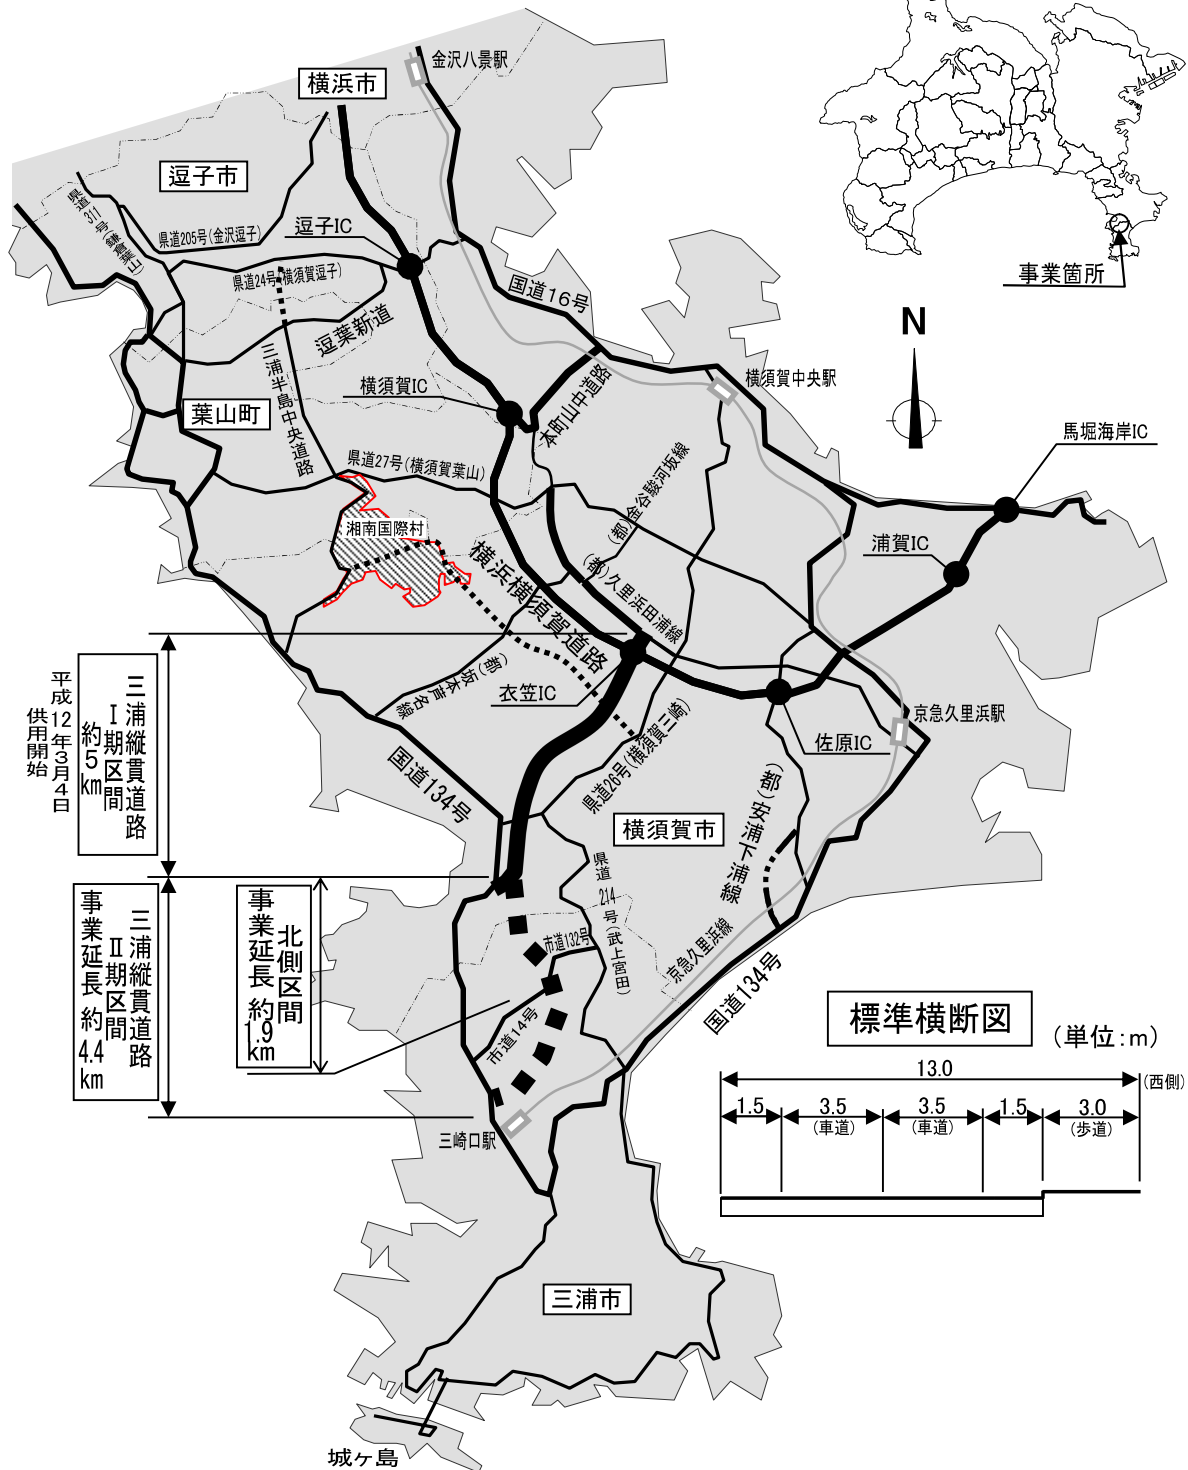 金沢八景駅
横浜市
逗子市
県道311号(鎌倉葉山)
県道205号(金沢逗子)
逗子IC
県道24号(横須賀逗子)
国道16号
事業箇所
N
逗葉新道
三浦半島中央道路
横須賀IC
本町山中道路
横須賀中央駅
葉山町
馬堀海岸IC
県道27号(横須賀葉山)
(都)金谷駿河坂線
湘南国際村
浦賀IC
横浜横須賀道路
(都)久里浜田浦線
(都)坂本芦名線
衣笠IC
京急久里浜駅
佐原IC
三浦縦貫道路
Ⅰ期区間
約5km
平成12年3月4日
供用開始
国道134号
県道26号(横須賀三崎)
横須賀市
(都)安浦下浦線
県道214号(武上宮田)
三浦縦貫道路
Ⅱ期区間
事業延長 約4.4km
北側区間
事業延長 約1.9km
市道132号
京急久里浜線
国道134号
市道14号
三崎口駅
標準横断図
(単位:m)
13.0
(西側)
1.5
3.5
(車道)
3.5
(車道)
1.5
3.0
(歩道)
三浦市
城ヶ島